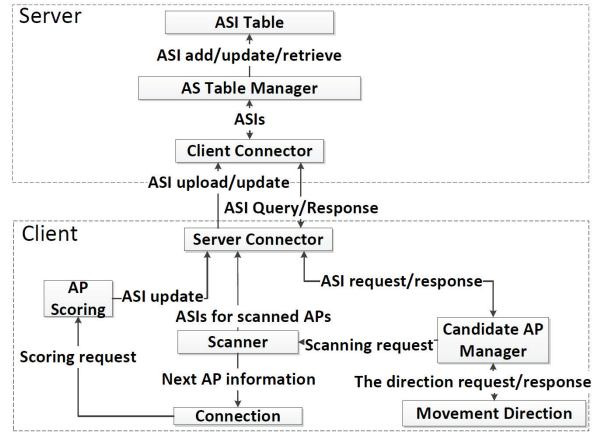 Server
ASI Table
ASI add/update/retrieve
AS Table Manager
ASIs
Client Connector
ASI upload/update
ASI Query/Response
Client
Server Connector
ASI request/response
AP
Scoring
ASI update
ASIs for scanned APs
Candidate AP
Manager
Scanner
Scanning request
Scoring request
Next AP information
The direction request/response
Connection
Movement Direction